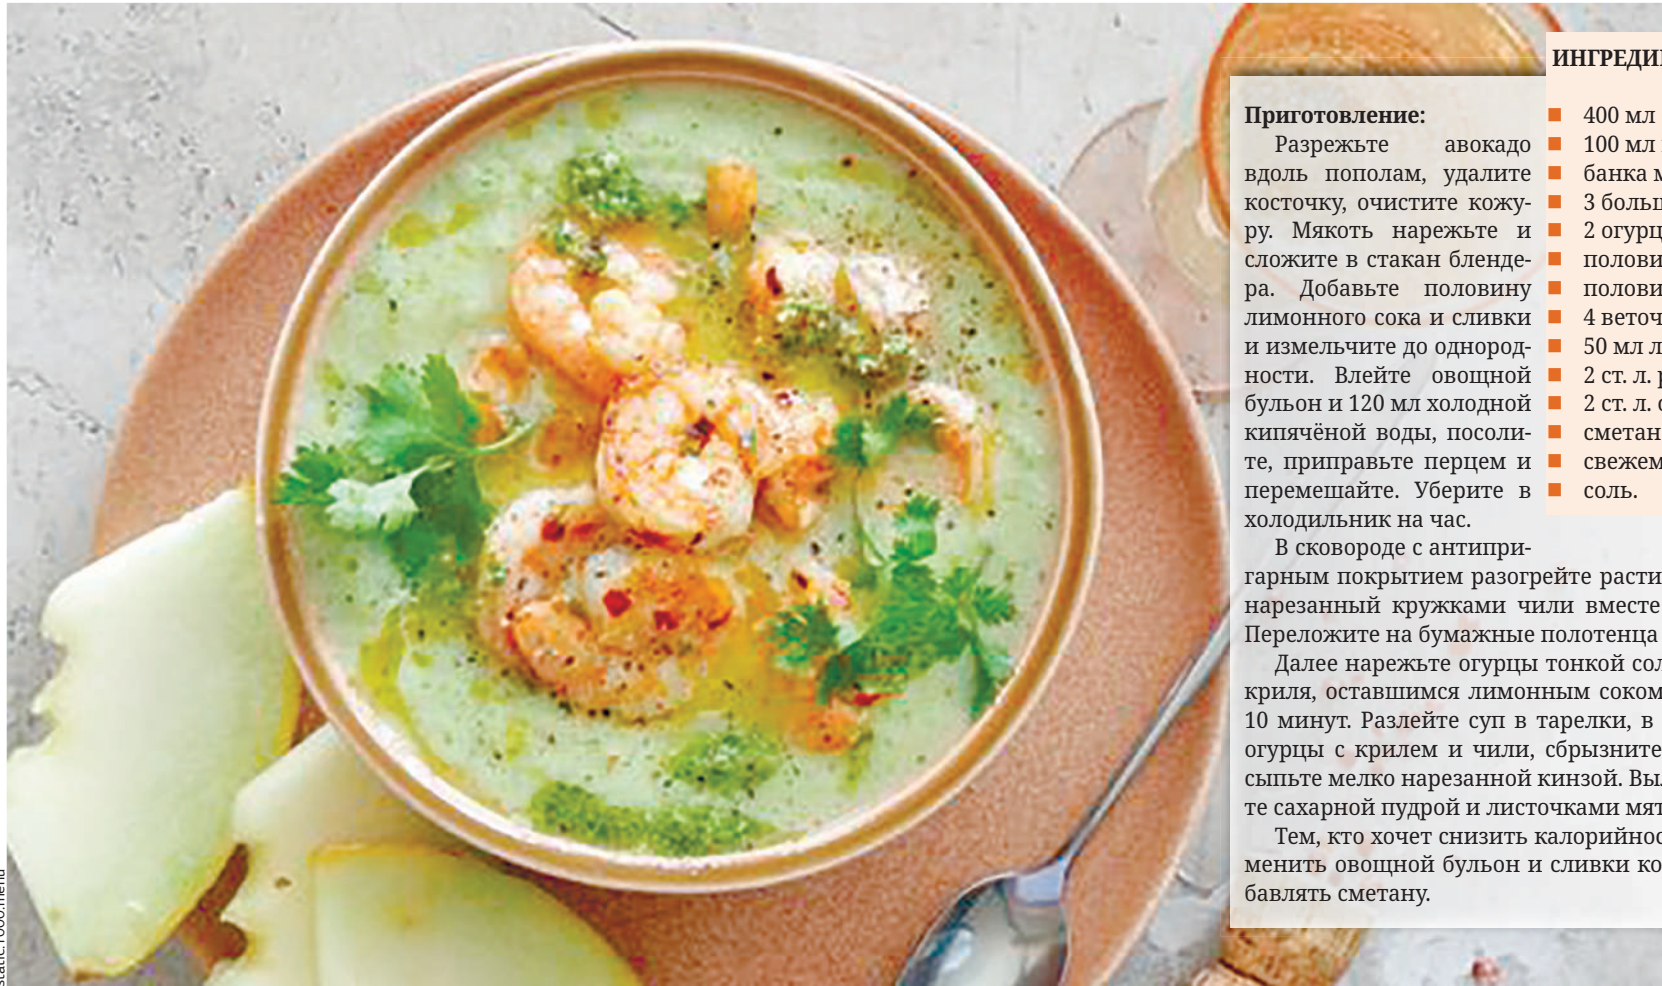 ИНГРЕДИ
Приготовление:
Разрежьте авокадо
вдоль пополам, удалите
косточку, очистите кожу-
ру. Мякоть нарежьте и
сложите в стакан бленде-
ра. Добавьте половину
лимонного сока и сливки
и измельчите до однород-
ности. Влейте овощной
бульон и 120 мл холодной
кипячёной воды, посоли-
те, приправьте перцем и
перемешайте. Уберите в
холодильник на час.
В сковороде с антипри-
гарным покрытием разогрейте расти
нарезанный кружками чили вместе
Переложите на бумажные полотенца
Далее нарежьте огурцы тонкой сол
криля, оставшимся лимонным соком
10 минут. Разлейте суп в тарелки, в
огурцы с крилем и чили, сбрызните
сыпьте мелко нарезанной кинзой. Вы
те сахарной пудрой и листочками мят
Тем, кто хочет снизить калорийнос
менить овощной бульон и сливки ко
бавлять сметану.
■ 400 мл
■ 100 мл
■ банка м
■ 3 больш
■ 2 огурц
■ полови
■ полови
■ 4 веточ
■ 50 мл л
■ 2 ст. л. р
■ 2 ст. л. с
■ сметан
■ свежем
■ соль.
static.1000.menu